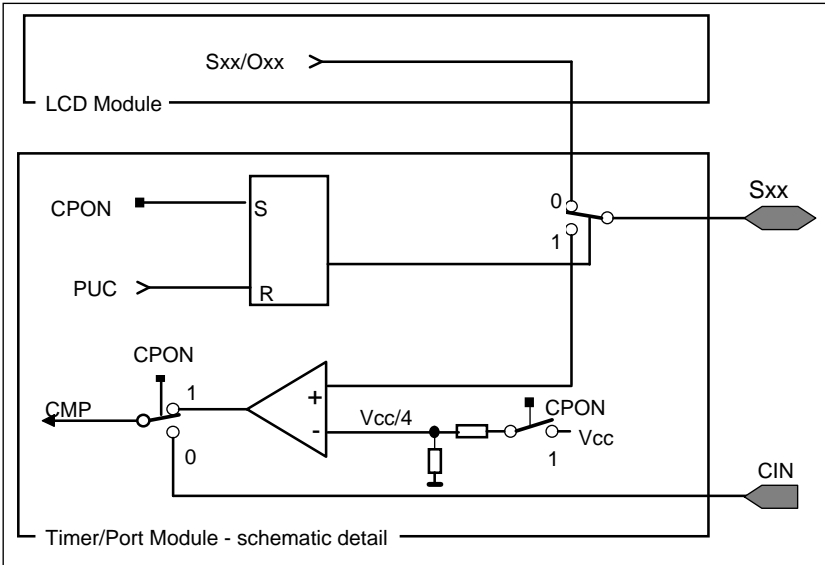 Sxx/Oxx
LCD Module
Sxx
CPON
S
0
1
PUC
R
CPON
1
CMP
+
-
Vcc/4
CPON
Vcc
0
1
CIN
Timer/Port Module - schematic detail